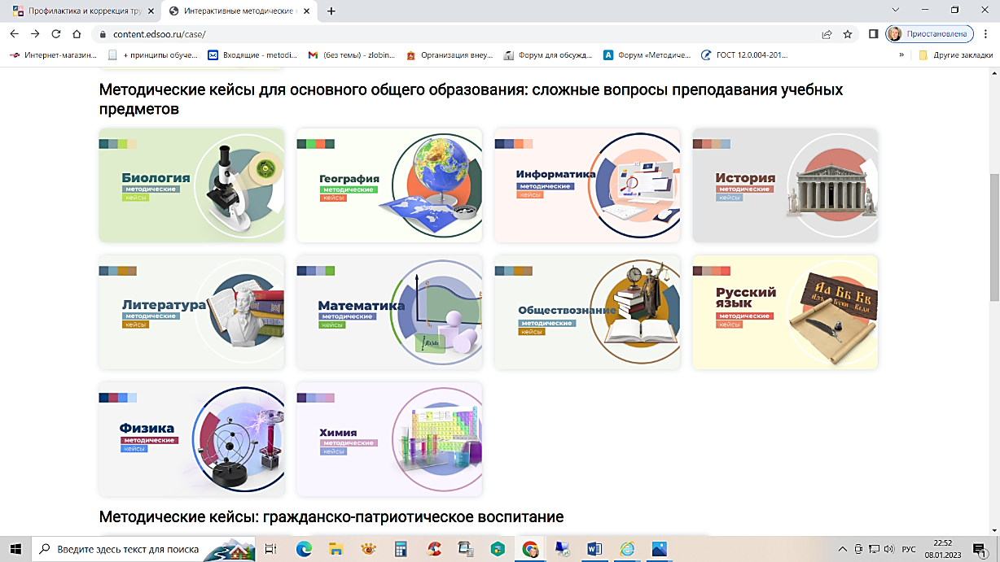 Профилактика и коррекция тру
Интерактивные методические
content.edsoo.ru/case/
Приостановлена
Интернет-магазин...
+ принципы обуче...
Входящие - metodi...
(без темы) - zlobin...
Организация внеу...
Форум для обсужд...
Форум «Методиче...
ГОСТ 12.0.004-201...
»
Другие закладки
Методические кейсы для основного общего образования: сложные вопросы преподавания учебных
предметов
Биология
методические
кейсы
География
методические
кейсы
Информатика
методические
кейсы
История
методические
кейсы
Литература
методические
кейсы
Математика
методические
кейсы
f(x)dx
Обществознание
методические
кейсы
Русский
язык
методические
кейсы
Аа Бб Вв
Физика
методические
кейсы
Химия
методические
кейсы
Методические кейсы: гражданско-патриотическое воспитание
Введите здесь текст для поиска
РУС
22:52
08.01.2023
1